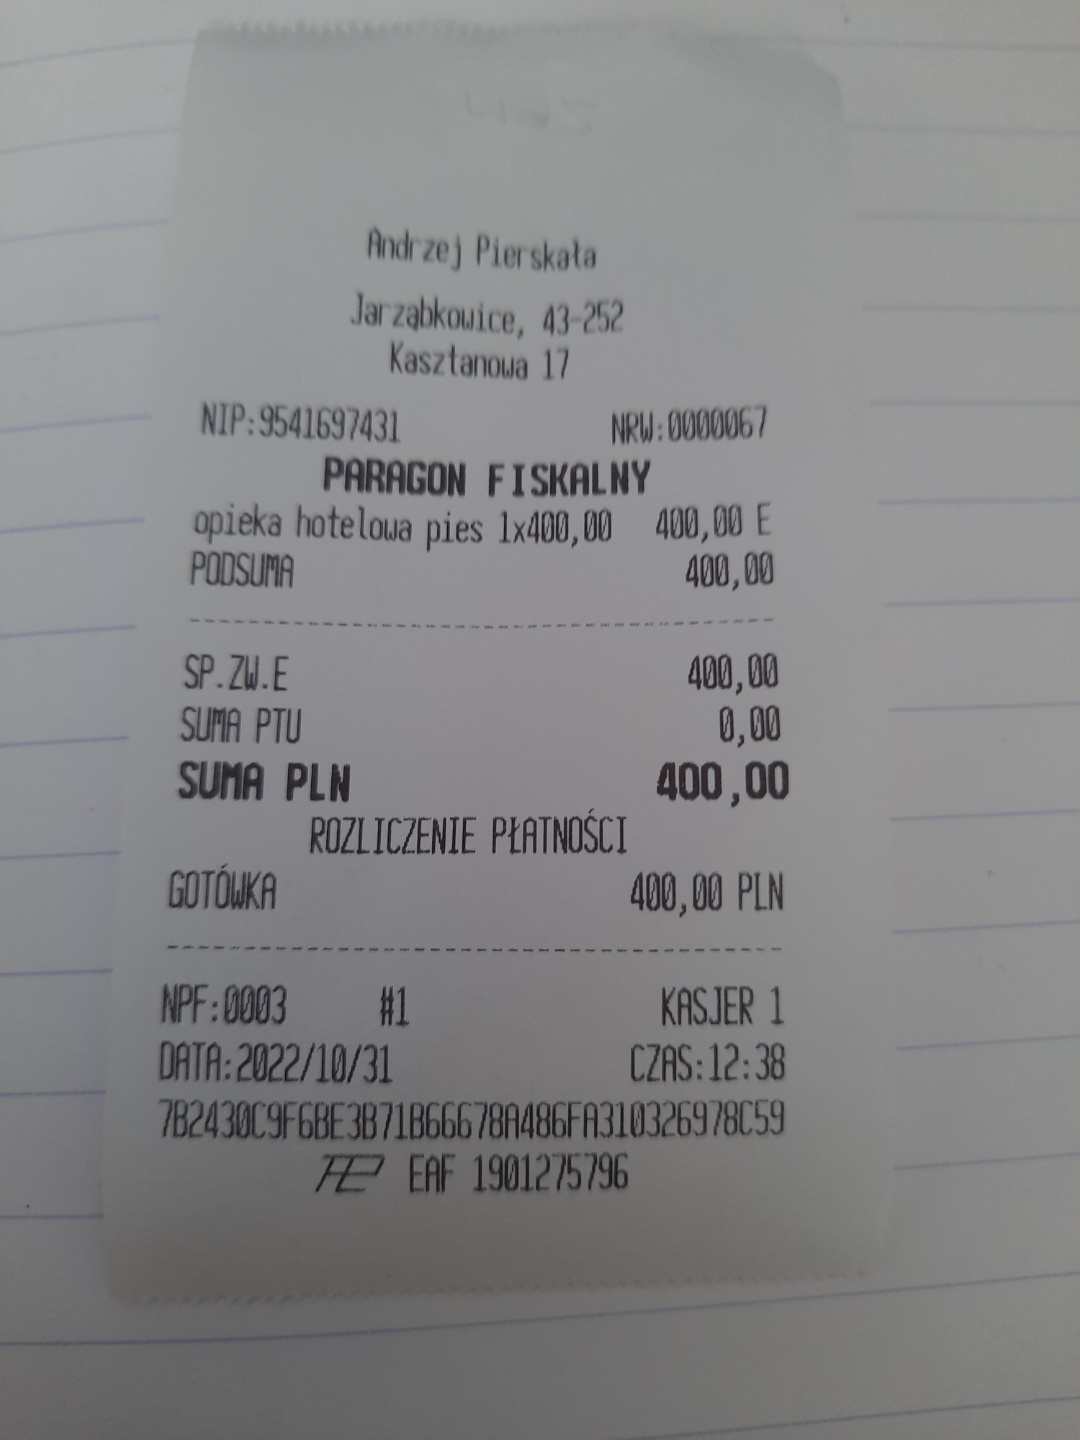 Andrzej Pierskała
Jarząbkowice, 43-252
Kasztanowa 17
NIP:9541697431 NRW:0000067
PARAGON FISKALNY
opieka hotelowa pies 1x400,00 400,00 E
PODSUMA 400,00
SP.ZW.E 400,00
SUMA PTU 0,00
SUMA PLN 400,00
ROZLICZENIE PŁATNOŚCI
GOTÓWKA 400,00 PLN
NPF:0003 #1 KASJER 1
DATA:2022/10/31 CZAS:12:38
7B2430C9F6BE3B71B66678A486FA310326978C59
EAF 1901275796